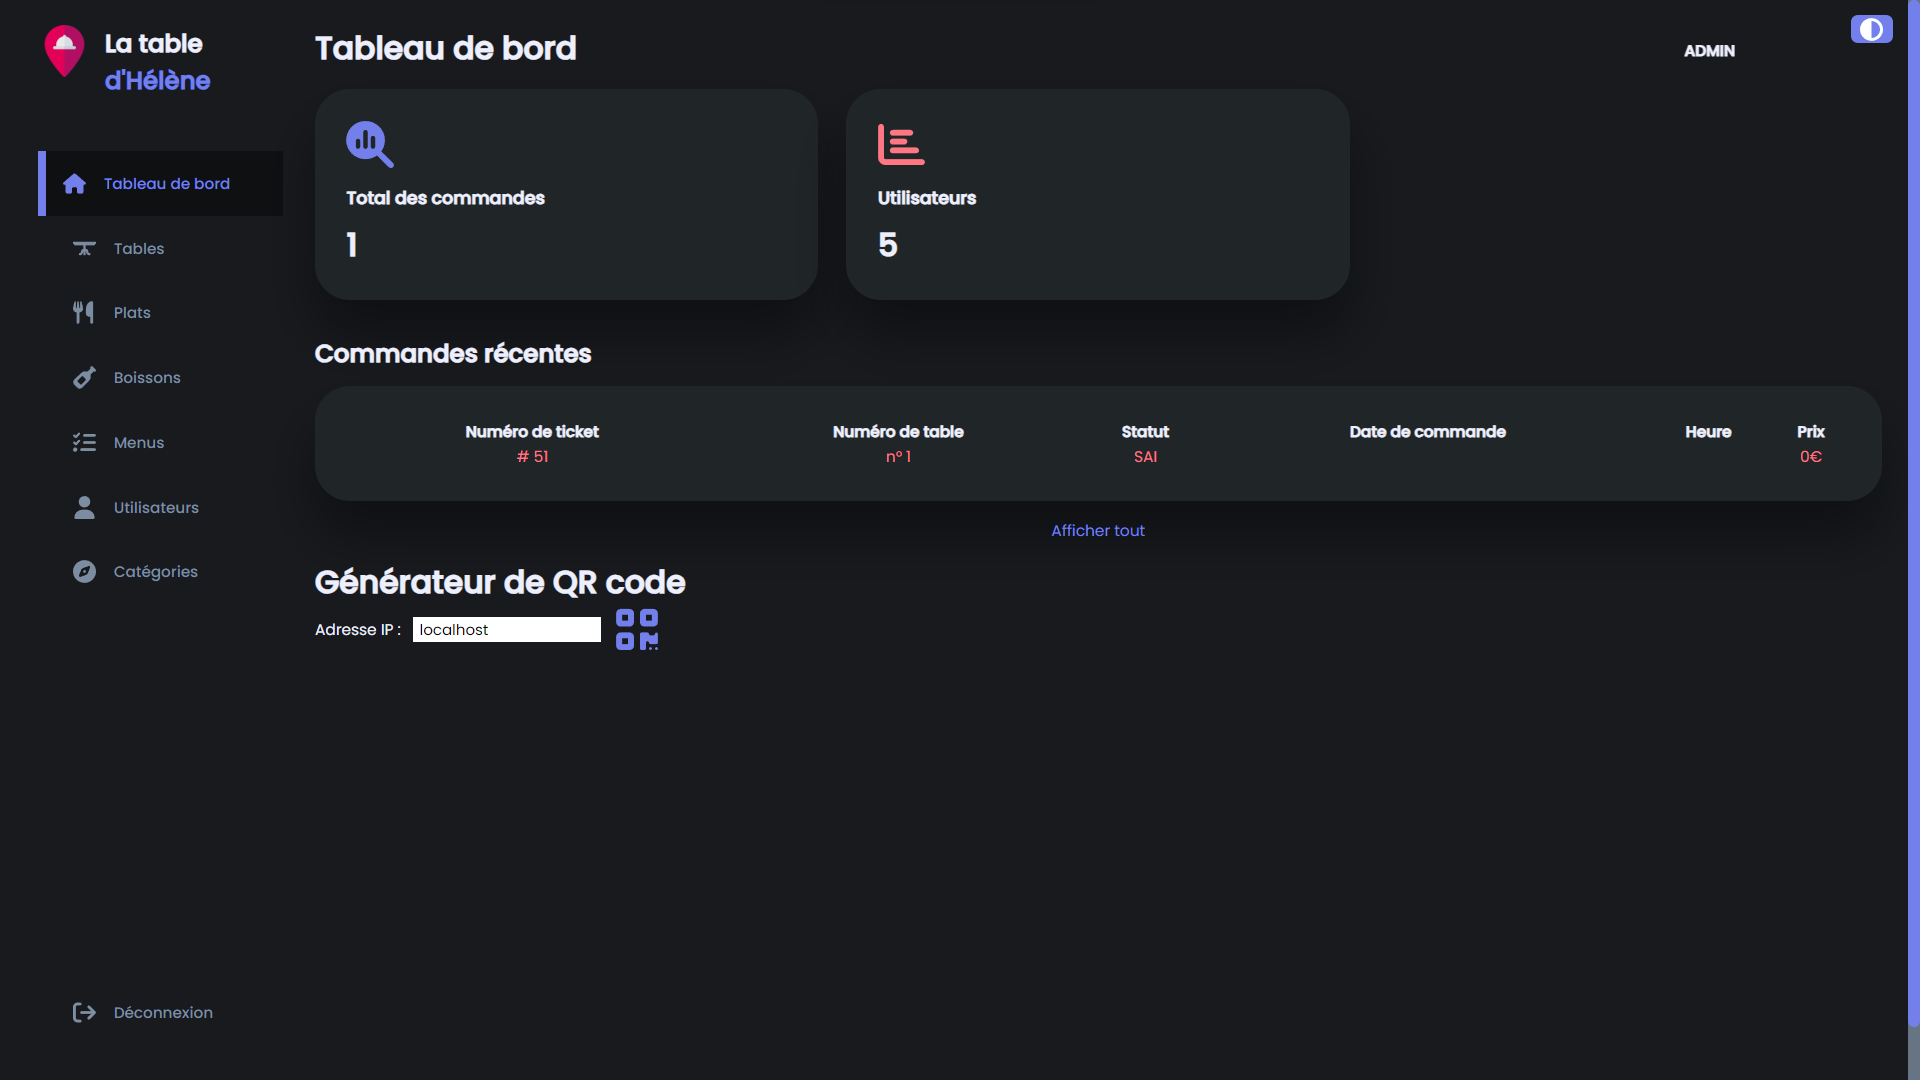 La table
d'Hélène
Tableau de bord
Tables
Plats
Boissons
Menus
Utilisateurs
Catégories
Déconnexion
Tableau de bord
ADMIN
Total des commandes
1
Utilisateurs
5
Commandes récentes
Numéro de ticket Numéro de table Statut Date de commande Heure Prix
# 51 n° 1 SAI 0€
Afficher tout
Générateur de QR code
Adresse IP : localhost